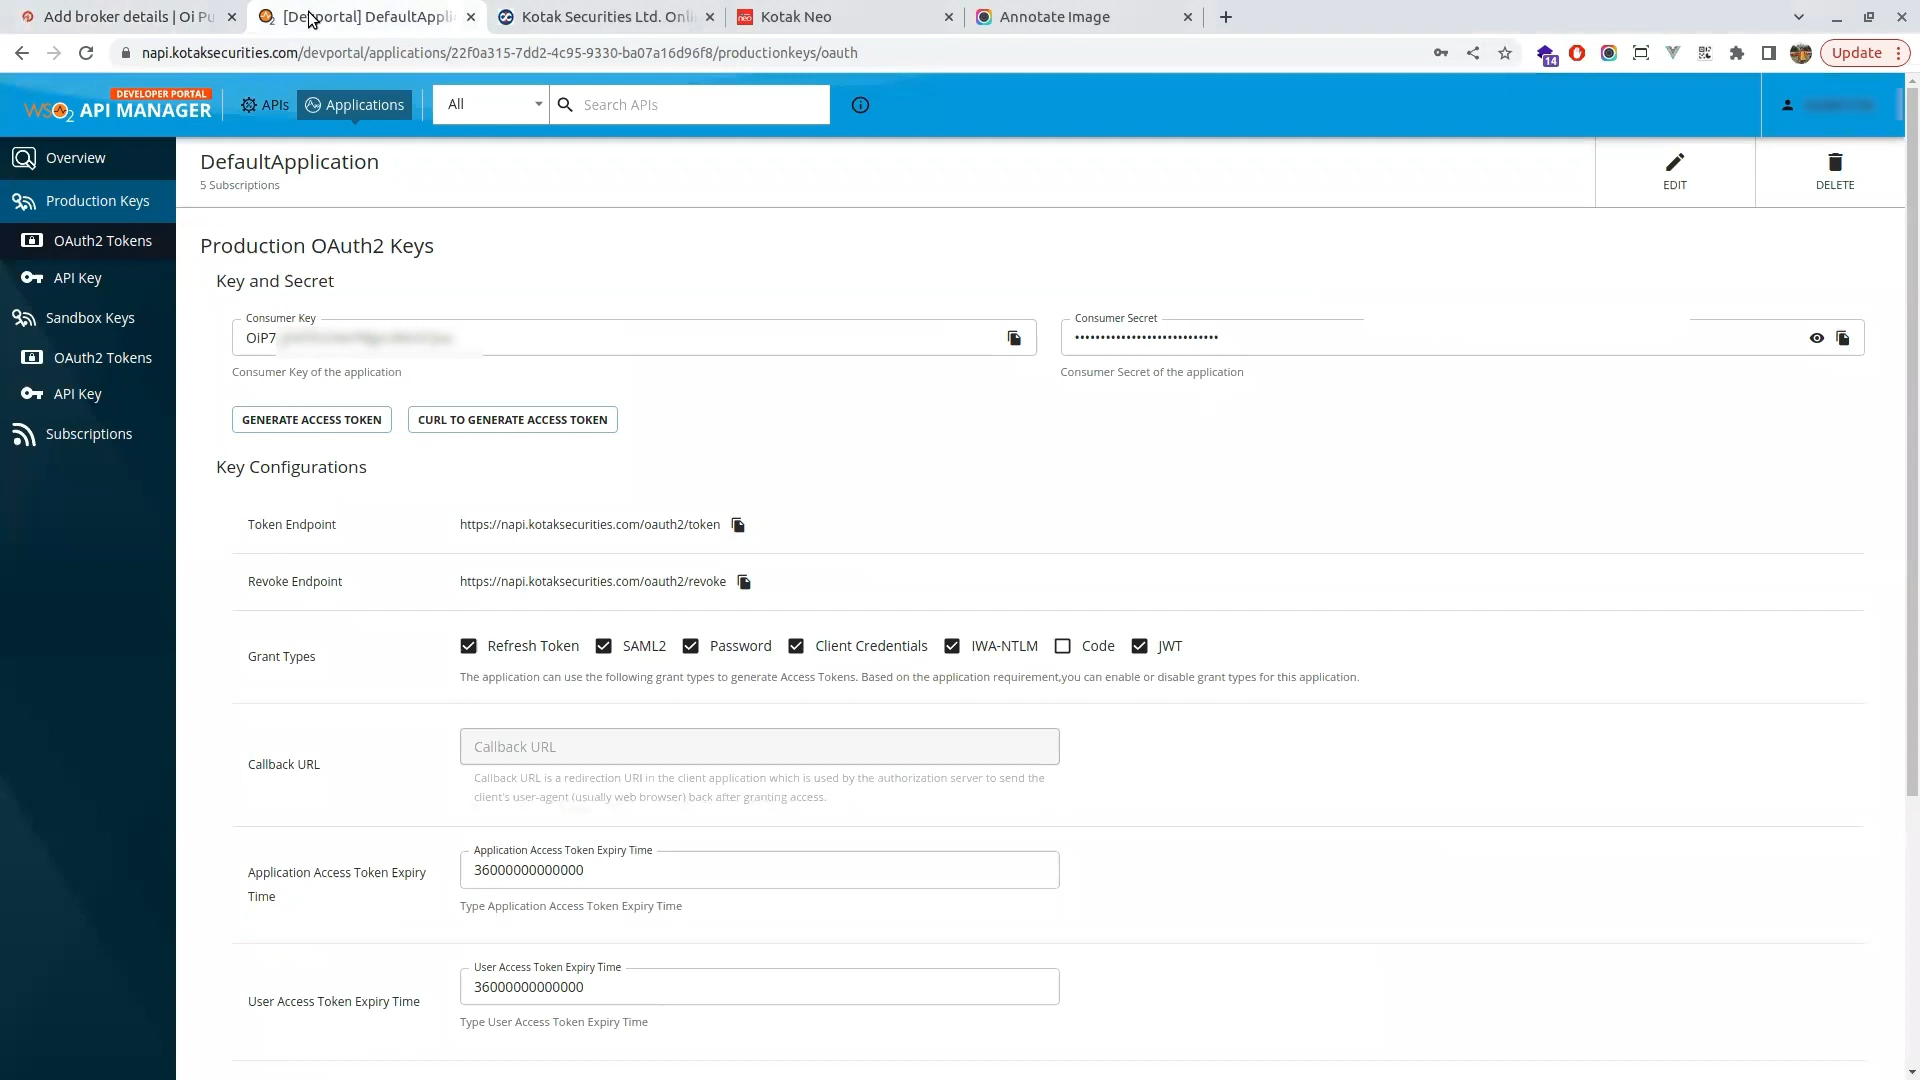 Add broker details | Oi Pu
[Devportal] DefaultAppli
Kotak Securities Ltd. Onli
Kotak Neo
Annotate Image
napi.kotaksecurities.com/devportal/applications/22f0a315-7dd2-4c95-9330-ba07a16d96f8/productionkeys/oauth
14
Update
DEVELOPER PORTAL
WSO2 API MANAGER
APIs
Applications
All
Search APIs
Overview
Production Keys
OAuth2 Tokens
API Key
Sandbox Keys
OAuth2 Tokens
API Key
Subscriptions
DefaultApplication
5 Subscriptions
EDIT
DELETE
Production OAuth2 Keys
Key and Secret
Consumer Key
OiP7
Consumer Key of the application
Consumer Secret
••••••••••••••••••••••••••••
Consumer Secret of the application
GENERATE ACCESS TOKEN
CURL TO GENERATE ACCESS TOKEN
Key Configurations
Token Endpoint
https://napi.kotaksecurities.com/oauth2/token
Revoke Endpoint
https://napi.kotaksecurities.com/oauth2/revoke
Grant Types
Refresh Token SAML2 Password Client Credentials IWA-NTLM Code JWT
The application can use the following grant types to generate Access Tokens. Based on the application requirement,you can enable or disable grant types for this application.
Callback URL
Callback URL
Callback URL is a redirection URI in the client application which is used by the authorization server to send the
client's user-agent (usually web browser) back after granting access.
Application Access Token Expiry
Time
Application Access Token Expiry Time
36000000000000
Type Application Access Token Expiry Time
User Access Token Expiry Time
User Access Token Expiry Time
36000000000000
Type User Access Token Expiry Time